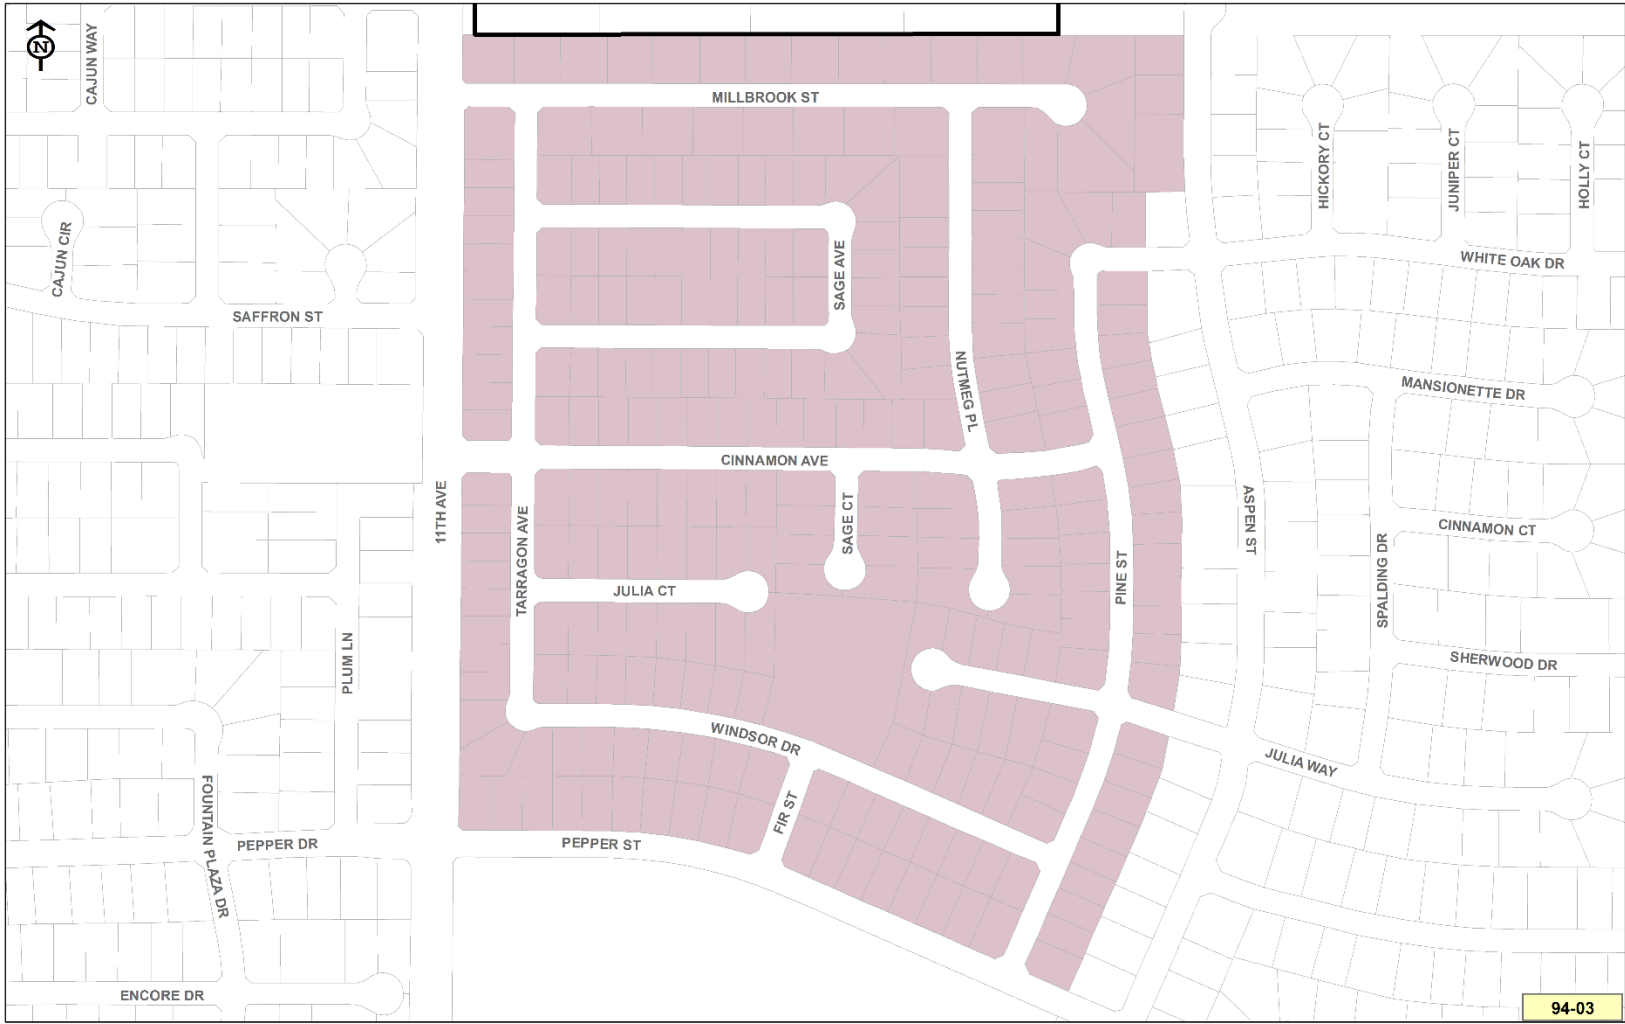 N
CAJUN WAY
MILLBROOK ST
HICKORY CT
JUNIPER CT
HOLLY CT
CAJUN CIR
SAGE AVE
WHITE OAK DR
SAFFRON ST
NUTMEG PL
MANSIONETTE DR
CINNAMON AVE
11TH AVE
TARRAGON AVE
SAGE CT
ASPEN ST
CINNAMON CT
PINE ST
SPALDING DR
JULIA CT
PLUM LN
SHERWOOD DR
WINDSOR DR
JULIA WAY
FIR ST
FOUNTAIN PLAZA DR
PEPPER DR
PEPPER ST
ENCORE DR
94-03